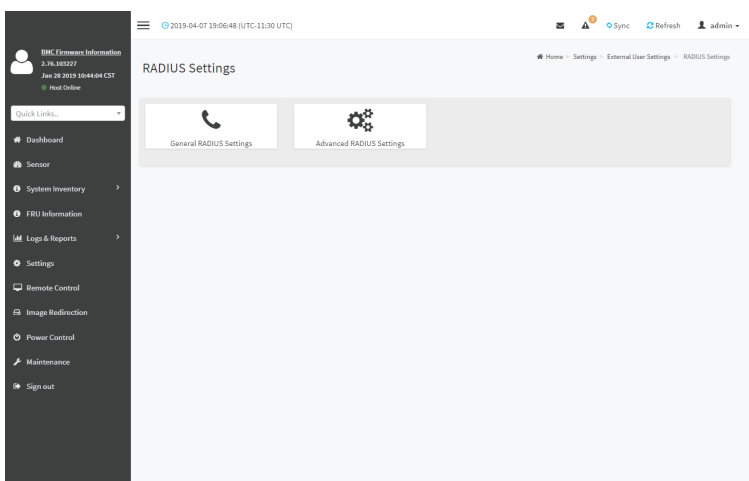 2019-04-07 19:06:48 (UTC-11:30 UTC)
3
Sync
Refresh
admin
BMC Firmware Information
2.76.103227
Jan 28 2019 10:44:04 CST
Host Online
Quick Links..
Dashboard
Sensor
System Inventory
FRU Information
Logs & Reports
Settings
Remote Control
Image Redirection
Power Control
Maintenance
Sign out
RADIUS Settings
Home > Settings > External User Settings > RADIUS Settings
General RADIUS Settings
Advanced RADIUS Settings